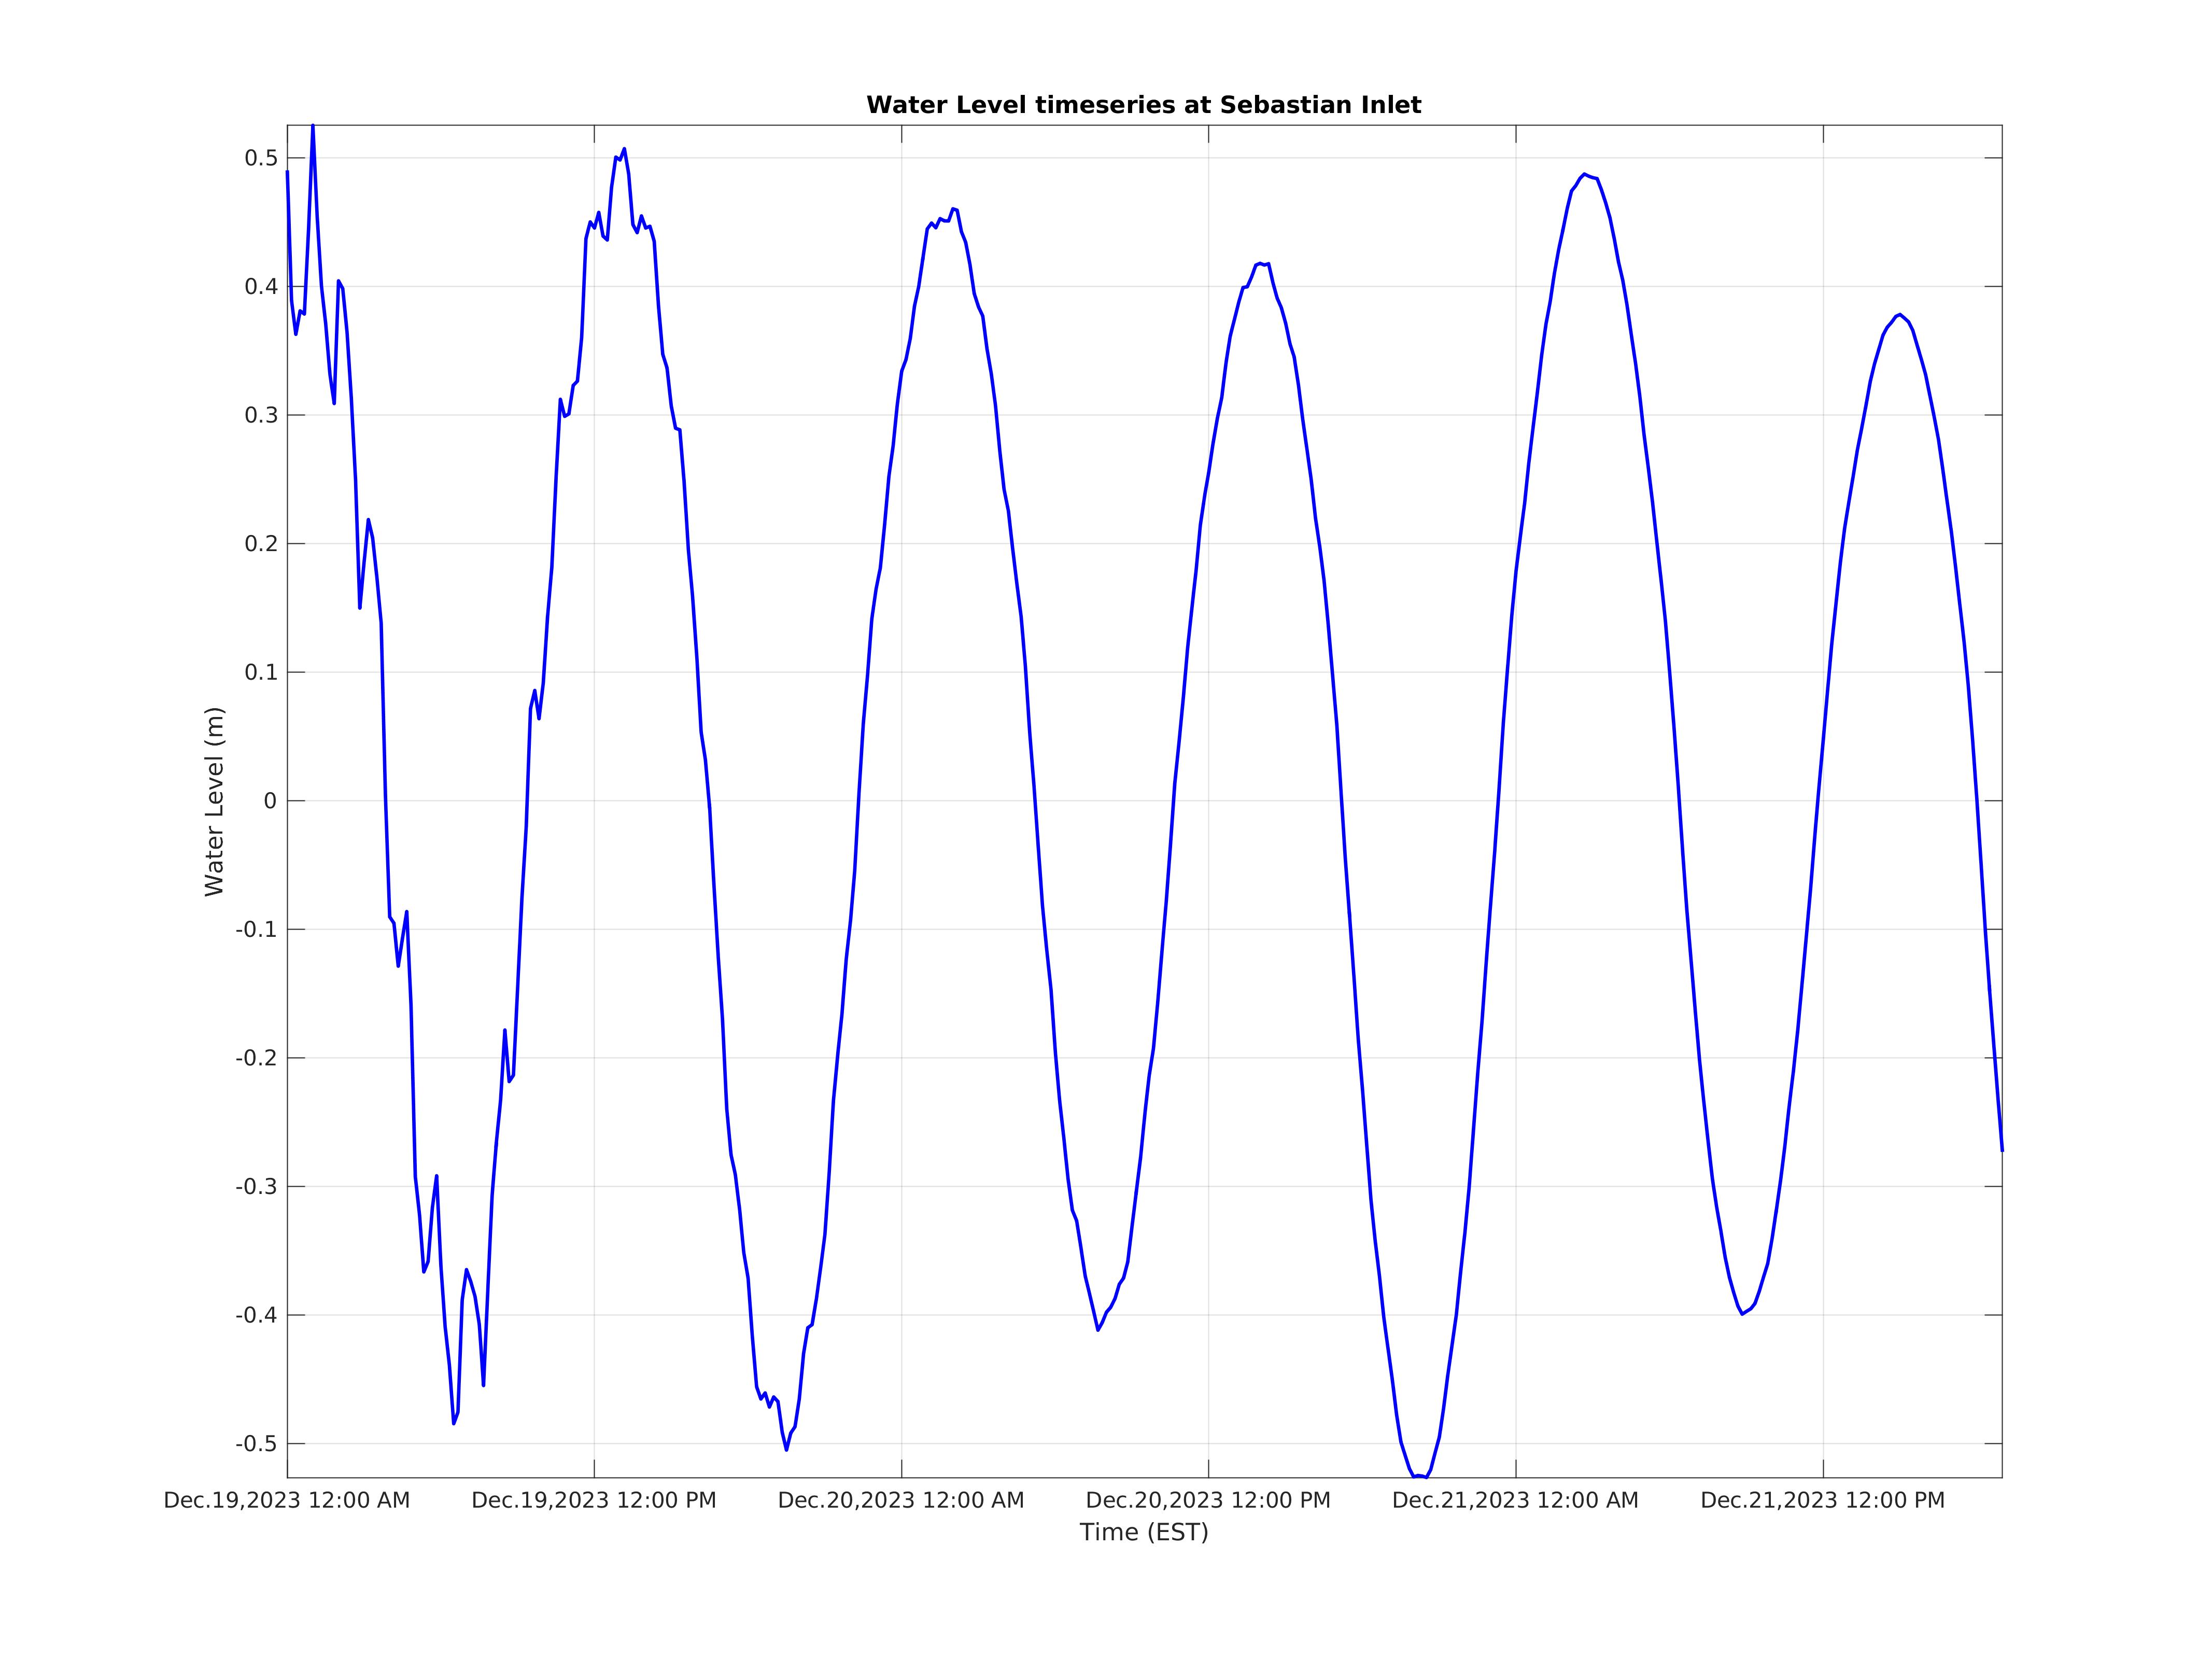 Water Level timeseries at Sebastian Inlet
0.5
0.4
0.3
0.2
0.1
0
-0.1
-0.2
-0.3
-0.4
-0.5
Water Level (m)
Dec.19,2023 12:00 AM
Dec.19,2023 12:00 PM
Dec.20,2023 12:00 AM
Dec.20,2023 12:00 PM
Dec.21,2023 12:00 AM
Dec.21,2023 12:00 PM
Time (EST)